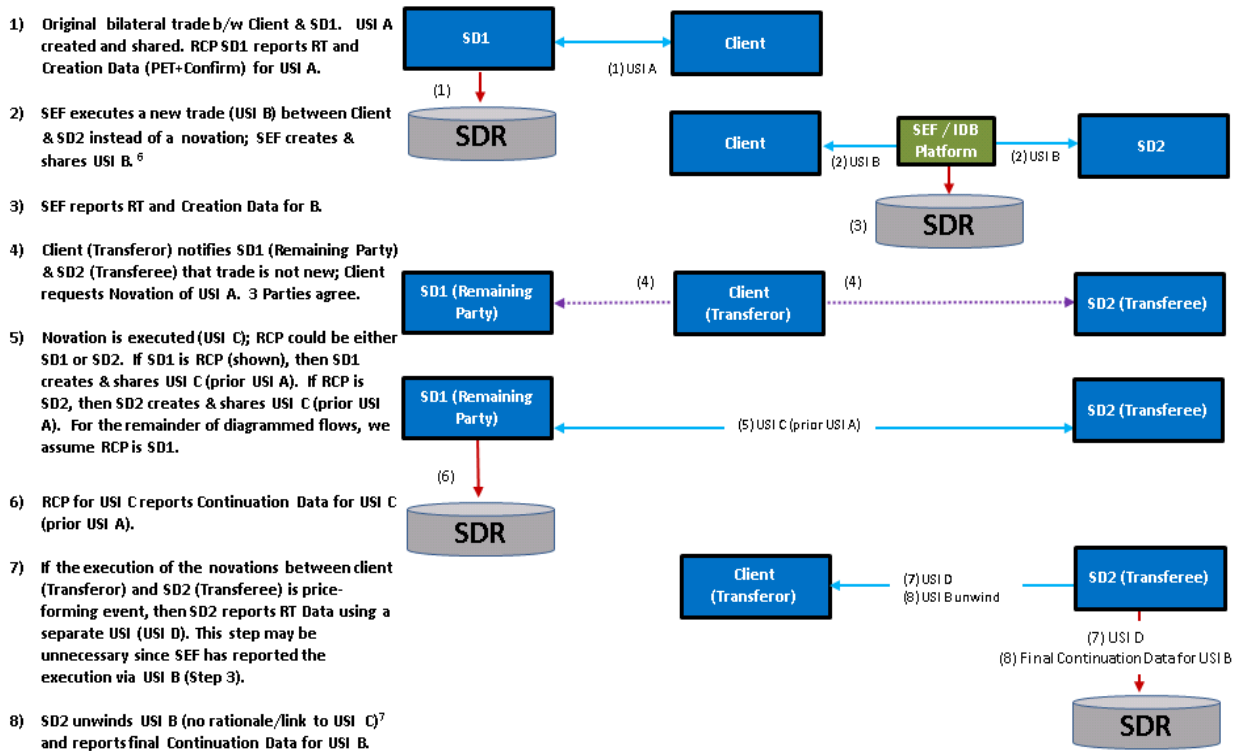 1) Original bilateral trade b/w Client & SD1. USI A
created and shared. RCP SD1 reports RT and
Creation Data (PET+Confirm) for USI A.
2) SEF executes a new trade (USI B) between Client
& SD2 instead of a novation; SEF creates &
shares USI B. 6
3) SEF reports RT and Creation Data for B.
4) Client (Transferor) notifies SD1 (Remaining Party)
& SD2 (Transferee) that trade is not new; Client
requests Novation of USI A. 3 Parties agree.
5) Novation is executed (USI C); RCP could be either
SD1 or SD2. If SD1 is RCP (shown), then SD1
creates & shares USI C (prior USI A). If RCP is
SD2, then SD2 creates & shares USI C (prior USI
A). For the remainder of diagrammed flows, we
assume RCP is SD1.
6) RCP for USI C reports Continuation Data for USI C
(prior USI A).
7) If the execution of the novations between client
(Transferor) and SD2 (Transferee) is price-
forming event, then SD2 reports RT Data using a
separate USI (USI D). This step may be
unnecessary since SEF has reported the
execution via USI B (Step 3).
8) SD2 unwinds USI B (no rationale/link to USI C)7
and reports final Continuation Data for USI B.
SD1
Client
(1) USI A
(1)
SDR
Client
SEF / IDB
Platform
SD2
(2) USI B
(2) USI B
(3)
SDR
SD1 (Remaining
Party)
(4)
Client
(Transferor)
(4)
SD2 (Transferee)
SD1 (Remaining
Party)
(5) USI C (prior USI A)
SD2 (Transferee)
(6)
SDR
Client
(Transferor)
(7) USI D
(8) USI B unwind
SD2 (Transferee)
(7) USI D
(8) Final Continuation Data for USI B
SDR